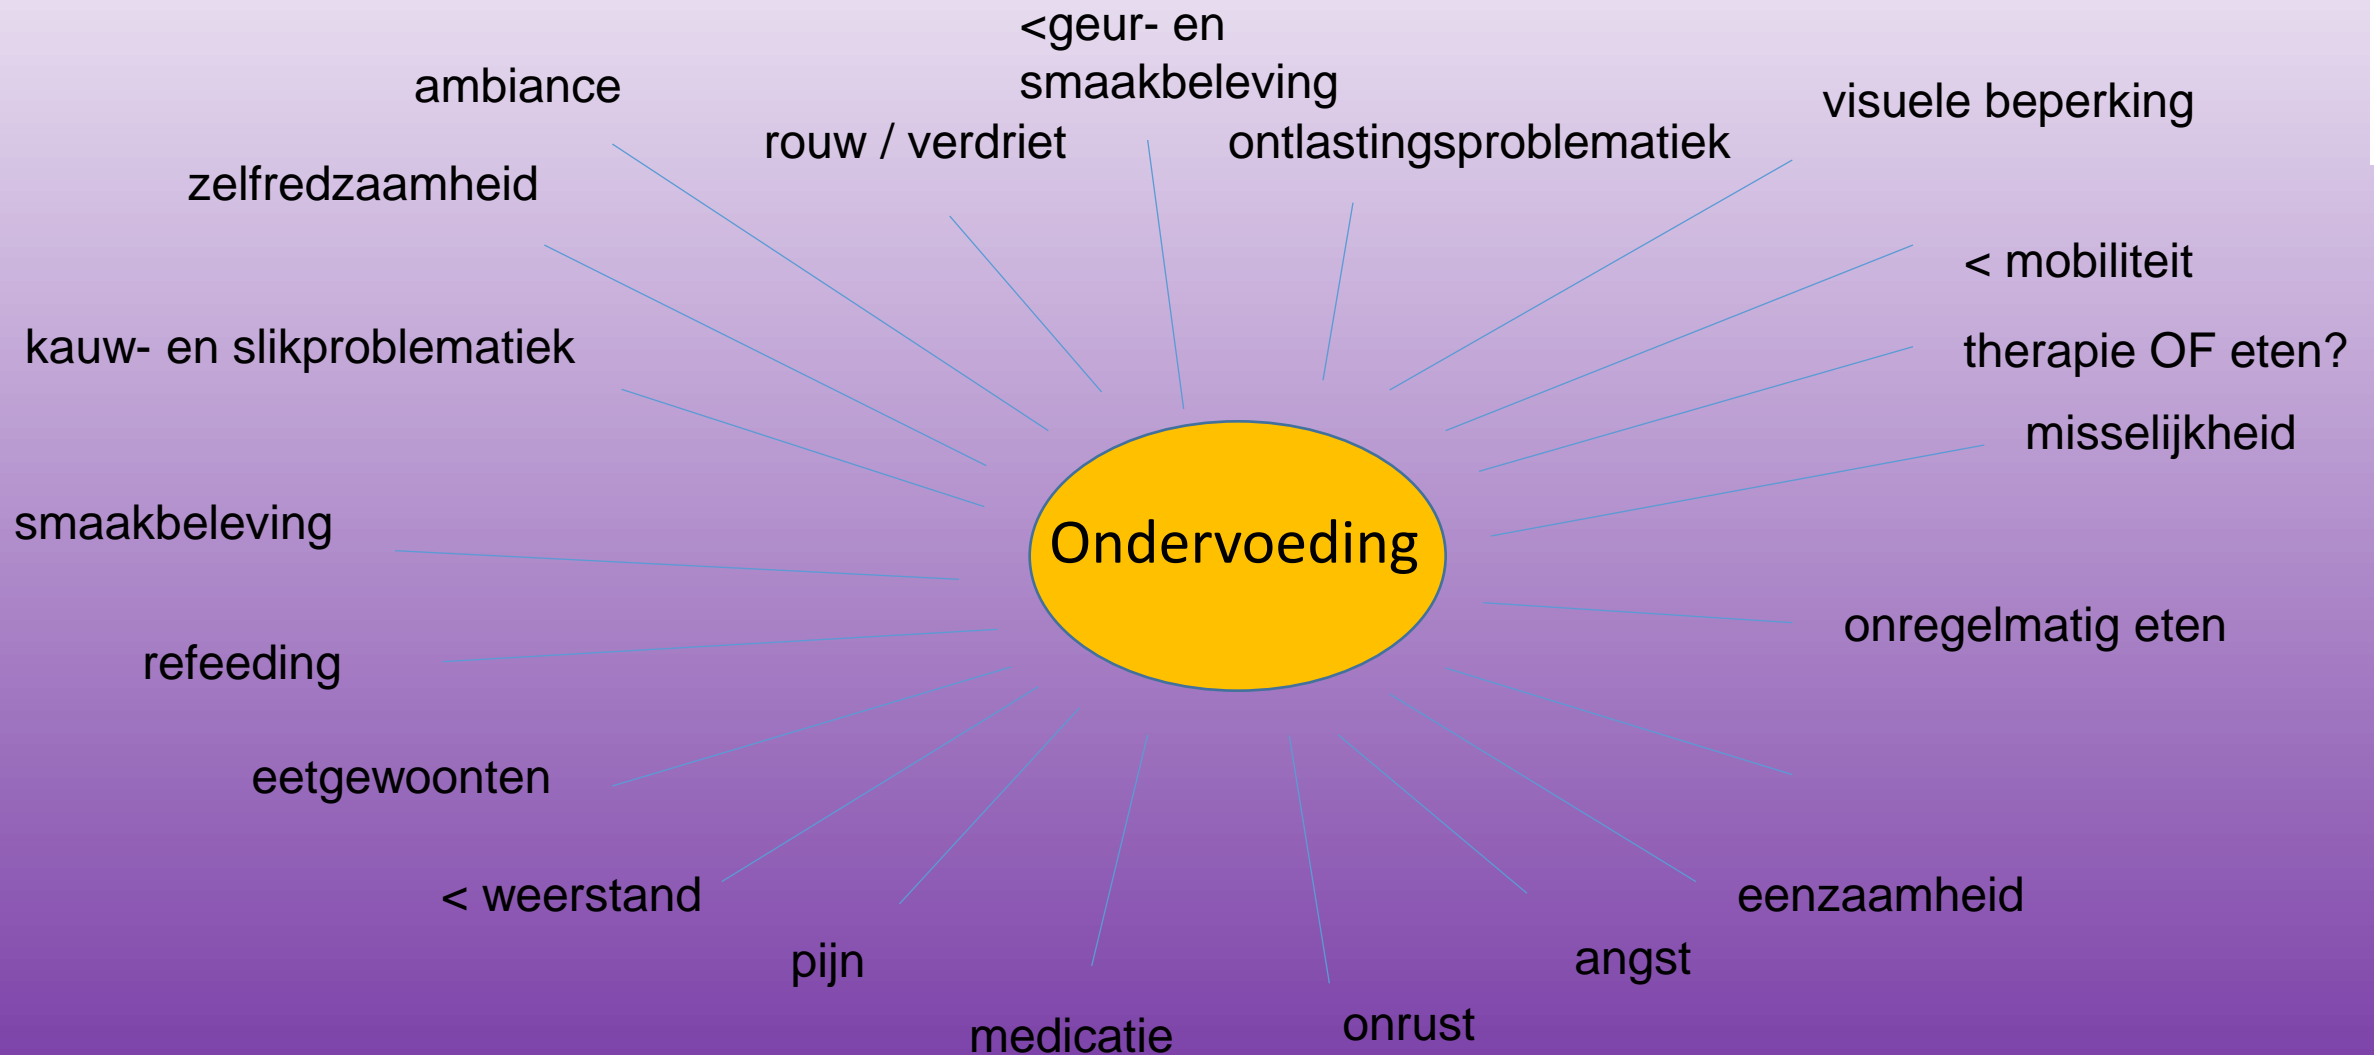 <geur- en
smaakbeleving
ambiance
visuele beperking
rouw / verdriet
ontlastingsproblematiek
zelfredzaamheid
< mobiliteit
kauw- en slikproblematiek
therapie OF eten?
misselijkheid
smaakbeleving
Ondervoeding
onregelmatig eten
refeeding
eetgewoonten
< weerstand
eenzaamheid
pijn
angst
medicatie
onrust